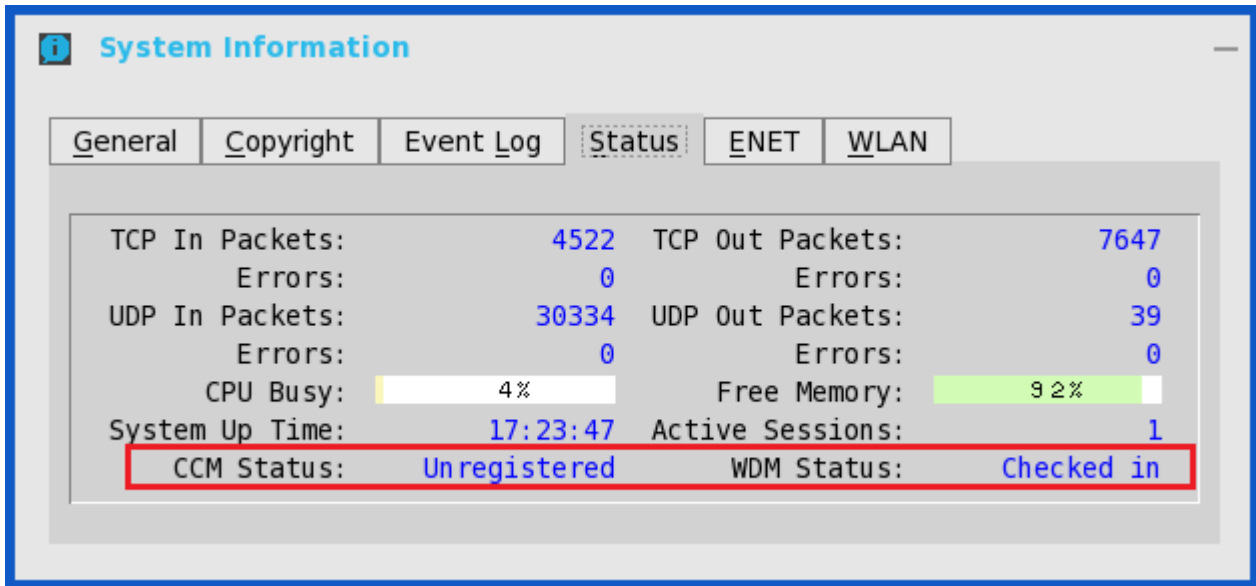 System Information
General Copyright Event Log Status ENET WLAN
TCP In Packets: 4522 TCP Out Packets: 7647
Errors: 0 Errors: 0
UDP In Packets: 30334 UDP Out Packets: 39
Errors: 0 Errors: 0
CPU Busy: 4% Free Memory: 92%
System Up Time: 17:23:47 Active Sessions: 1
CCM Status: Unregistered WDM Status: Checked in